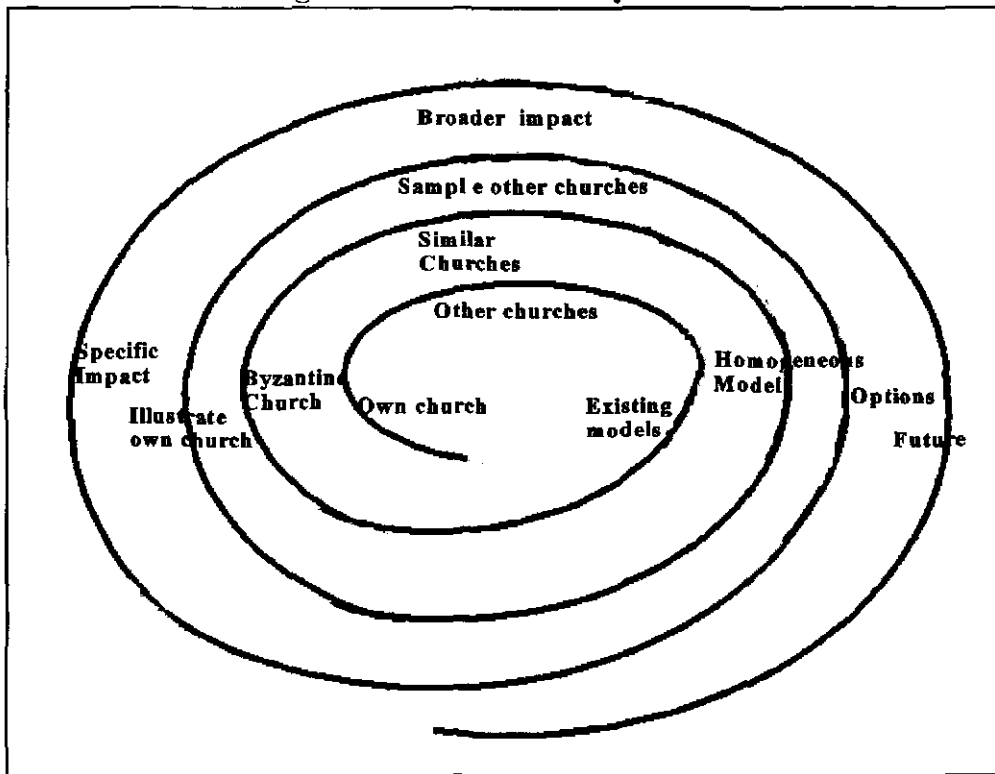 Broader impact
Sample other churches
Similar
Churches
Other churches
Specific
Impact
Byzantine
Church
Homogeneous
Model
Illustrate
own church
Own church
Existing
models
Options
Future